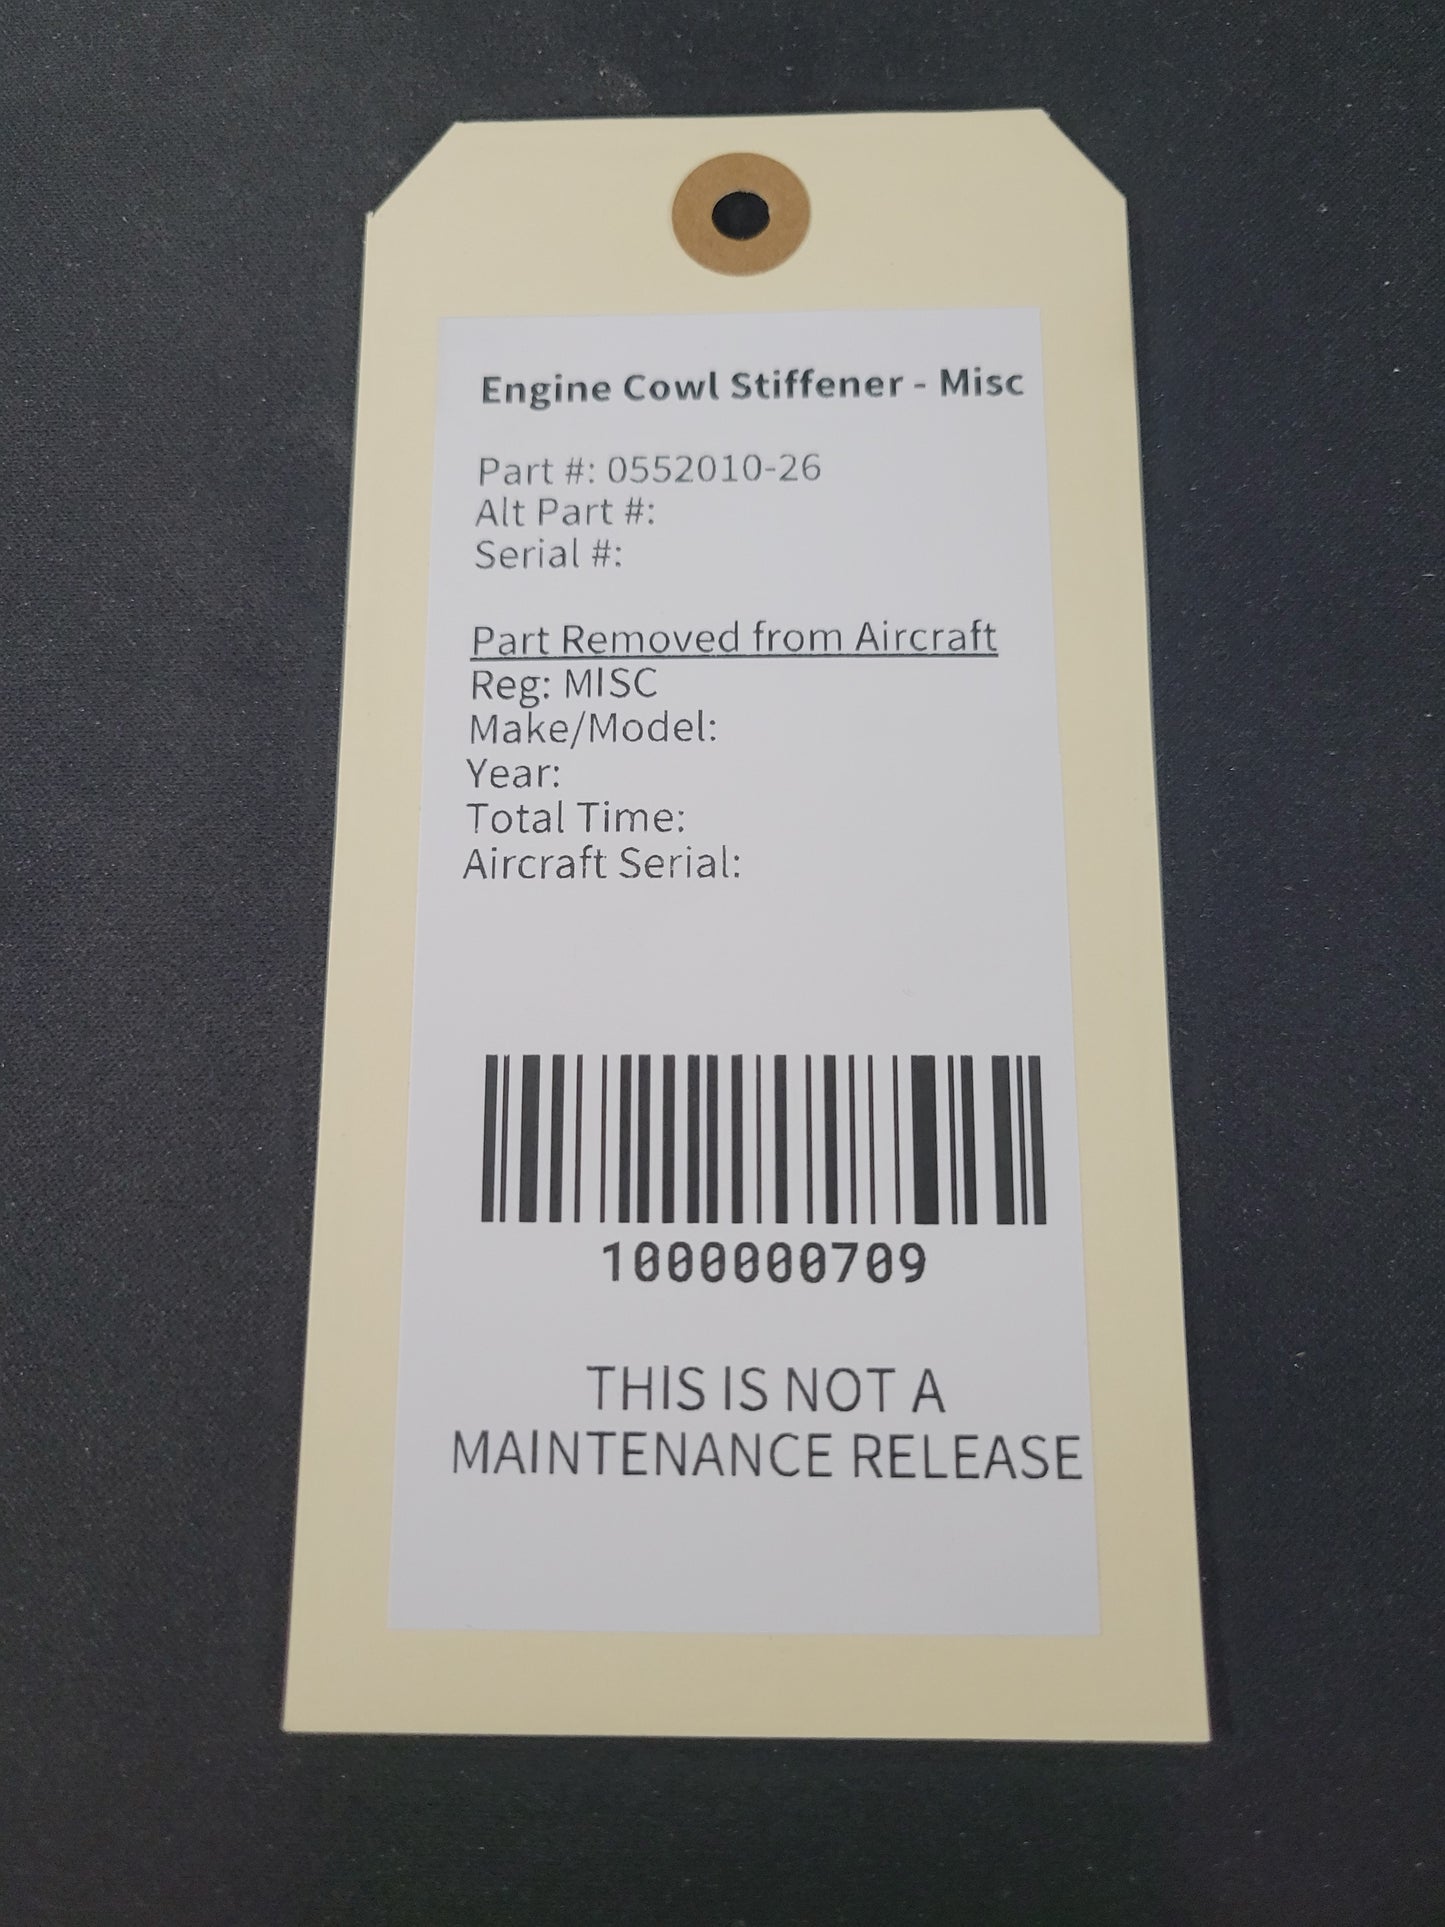 Engine Cowl Stiffener - Misc
Part #: 0552010-26
Alt Part #:
Serial #:
Part Removed from Aircraft
Reg: MISC
Make/Model:
Year:
Total Time:
Aircraft Serial:
1000000709
THIS IS NOT A
MAINTENANCE RELEASE